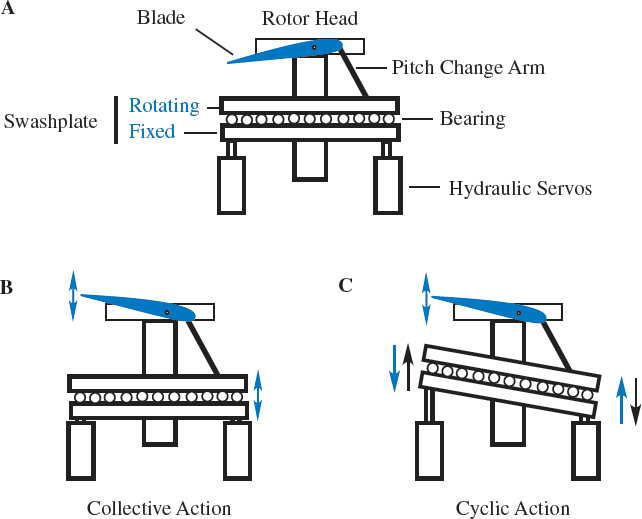 A
Blade
Rotor Head
Pitch Change Arm
Swashplate
Rotating
Fixed
Bearing
Hydraulic Servos
B
C
Collective Action
Cyclic Action